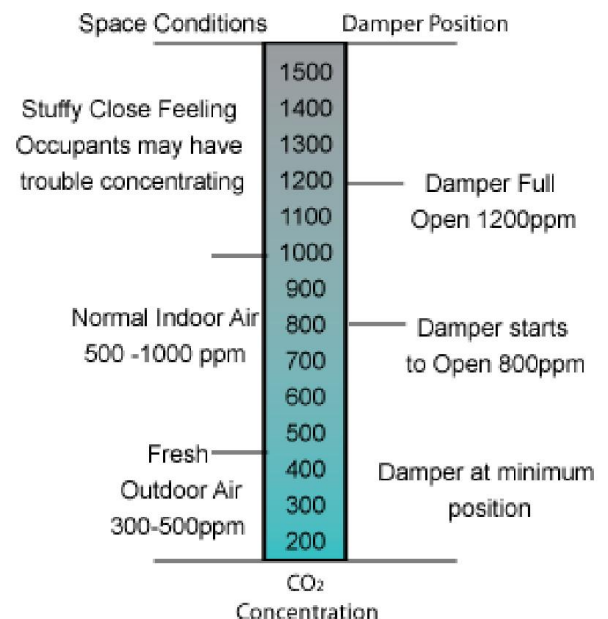 Space Conditions
Damper Position
1500
Stuffy Close Feeling
1400
Occupants may have
1300
trouble concentrating
1200
Damper Full
1100
Open 1200ppm
1000
900
Normal Indoor Air
800
Damper starts
500 -1000 ppm
700
to Open 800ppm
600
500
Fresh
400
Damper at minimum
Outdoor Air
300
position
300-500ppm
200
CO₂
Concentration